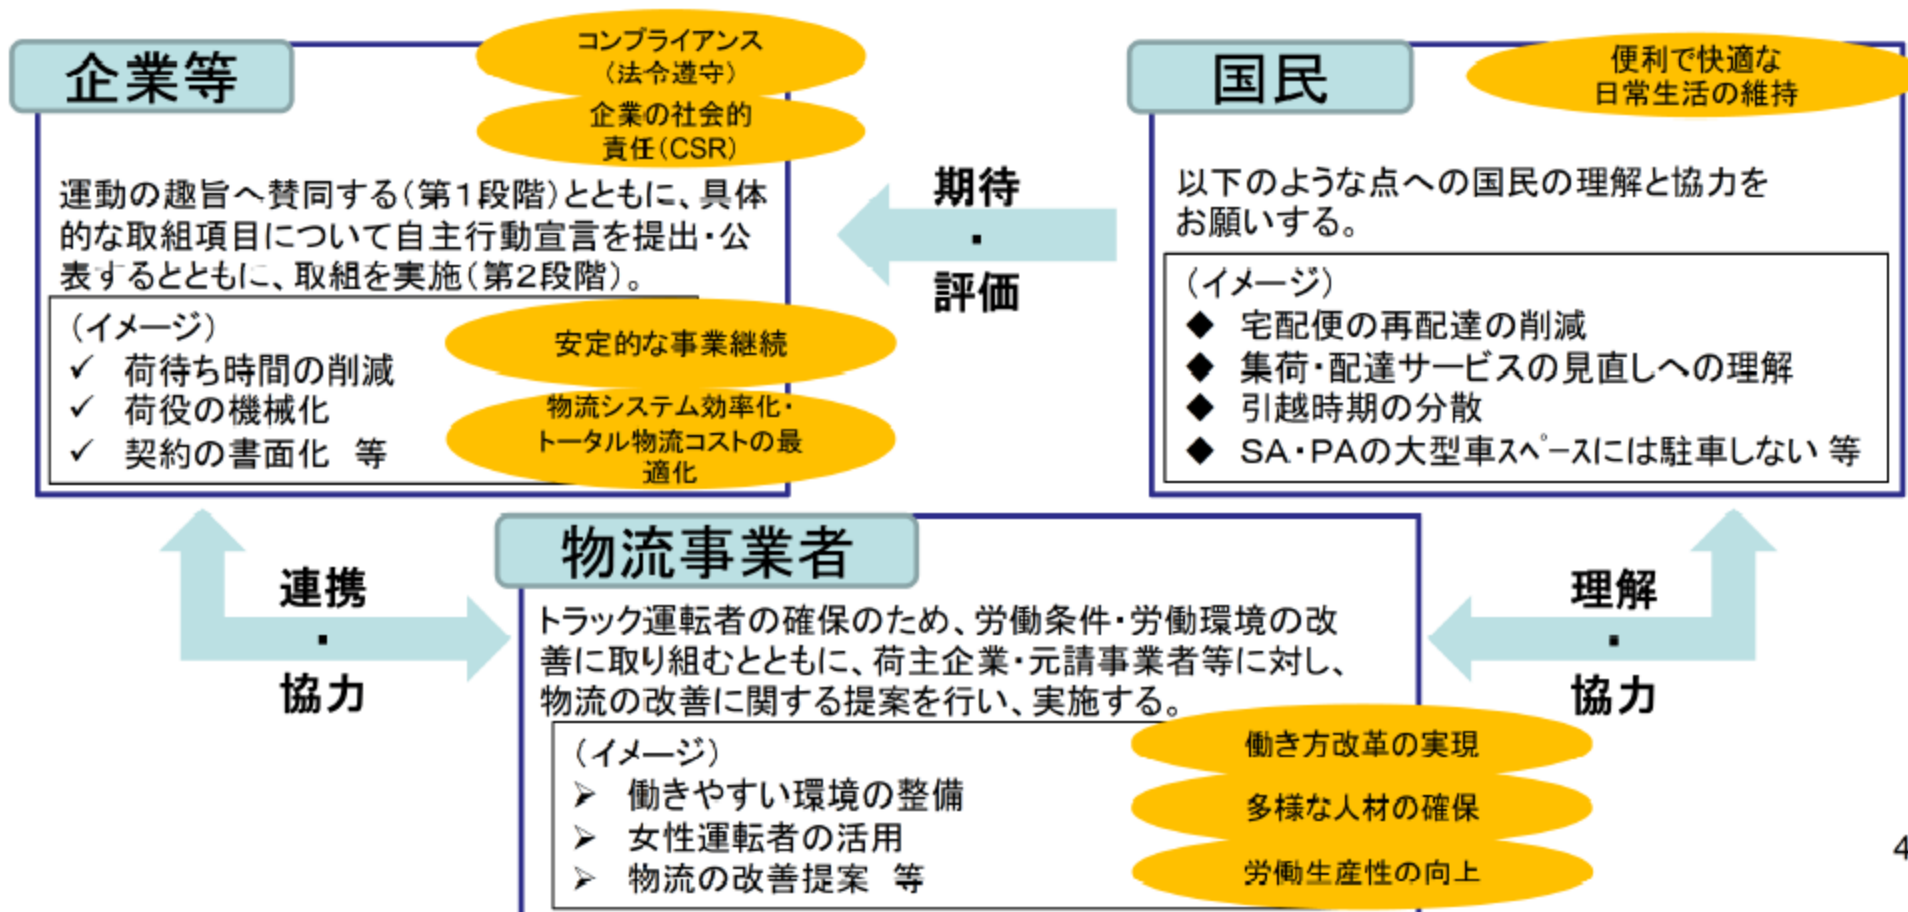 企業等
コンプライアンス
（法令遵守）
企業の社会的
責任（CSR）
運動の趣旨へ賛同する（第１段階）とともに、具体
的な取組項目について自主行動宣言を提出・公
表するとともに、取組を実施（第２段階）。
（イメージ）
✓ 荷待ち時間の削減
✓ 荷役の機械化
✓ 契約の書面化　等
安定的な事業継続
物流システム効率化・
トータル物流コストの最
適化
期待
・
評価
国民
便利で快適な
日常生活の維持
以下のような点への国民の理解と協力を
お願いする。
（イメージ）
◆ 宅配便の再配達の削減
◆ 集荷・配達サービスの見直しへの理解
◆ 引越時期の分散
◆ SA・PAの大型車ｽﾍﾟｰｽには駐車しない 等
連携
・
協力
物流事業者
トラック運転者の確保のため、労働条件・労働環境の改
善に取り組むとともに、荷主企業・元請事業者等に対し、
物流の改善に関する提案を行い、実施する。
（イメージ）
➢ 働きやすい環境の整備
➢ 女性運転者の活用
➢ 物流の改善提案　等
働き方改革の実現
多様な人材の確保
労働生産性の向上
理解
・
協力
4